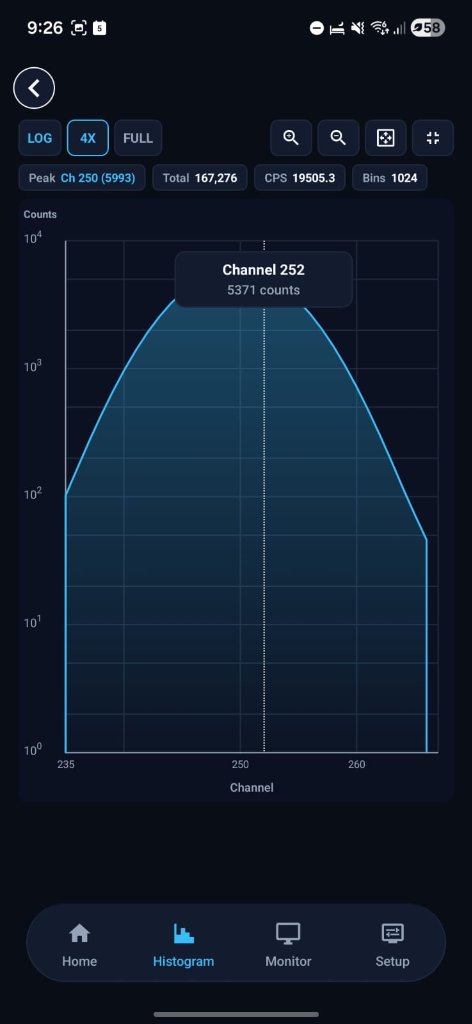 9:26 5 58
LOG 4X FULL
Peak Ch 250 (5993) Total 167,276 CPS 19505.3 Bins 1024
Counts
10⁴
Channel 252
5371 counts
10³
10²
10¹
10⁰
235 250 260
Channel
Home Histogram Monitor Setup